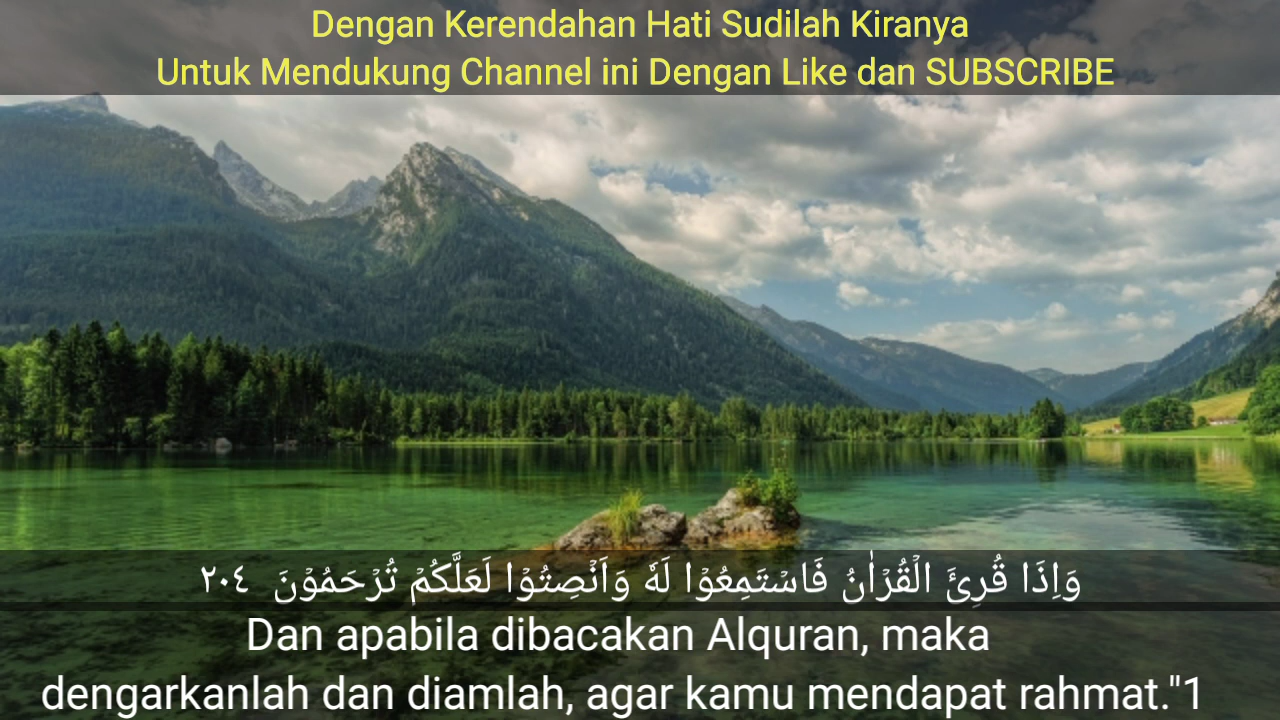 Dengan Kerendahan Hati Sudilah Kiranya
Untuk Mendukung Channel ini Dengan Like dan SUBSCRIBE
وَاِذَا قُرِئَ الْقُرْاٰنُ فَاسْتَمِعُوْا لَهٗ وَاَنْصِتُوْا لَعَلَّكُمْ تُرْحَمُوْنَ ٢٠٤
Dan apabila dibacakan Alquran, maka
dengarkanlah dan diamlah, agar kamu mendapat rahmat."1